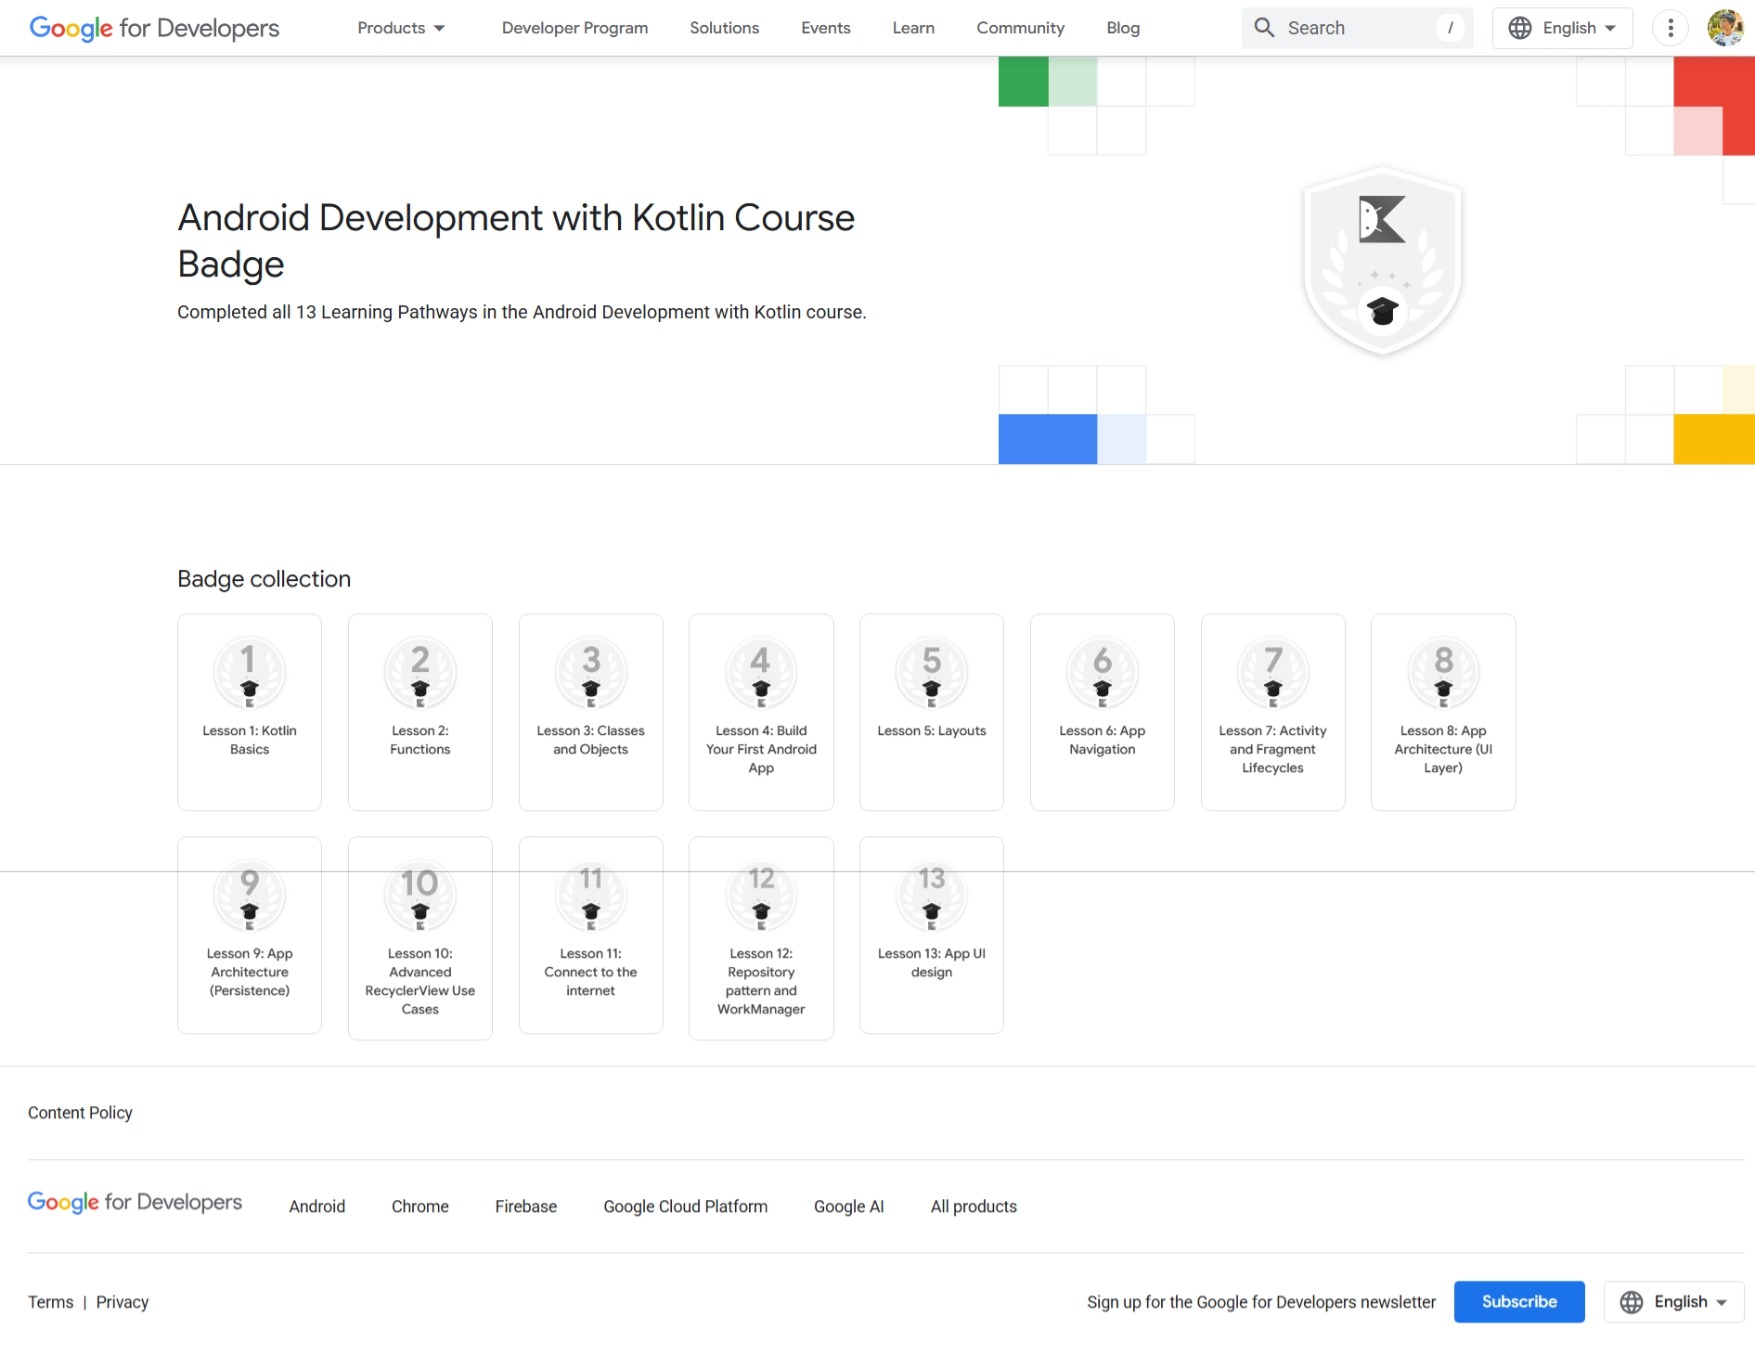 Google for Developers
Products
Developer Program
Solutions
Events
Learn
Community
Blog
Search
/
English
Android Development with Kotlin Course
Badge
Completed all 13 Learning Pathways in the Android Development with Kotlin course.
Badge collection
1
Lesson 1: Kotlin
Basics
2
Lesson 2:
Functions
3
Lesson 3: Classes
and Objects
4
Lesson 4: Build
Your First Android
App
5
Lesson 5: Layouts
6
Lesson 6: App
Navigation
7
Lesson 7: Activity
and Fragment
Lifecycles
8
Lesson 8: App
Architecture (UI
Layer)
9
Lesson 9: App
Architecture
(Persistence)
10
Lesson 10:
Advanced
RecyclerView Use
Cases
11
Lesson 11:
Connect to the
internet
12
Lesson 12:
Repository
pattern and
WorkManager
13
Lesson 13: App UI
design
Content Policy
Google for Developers
Android
Chrome
Firebase
Google Cloud Platform
Google AI
All products
Terms | Privacy
Sign up for the Google for Developers newsletter
Subscribe
English